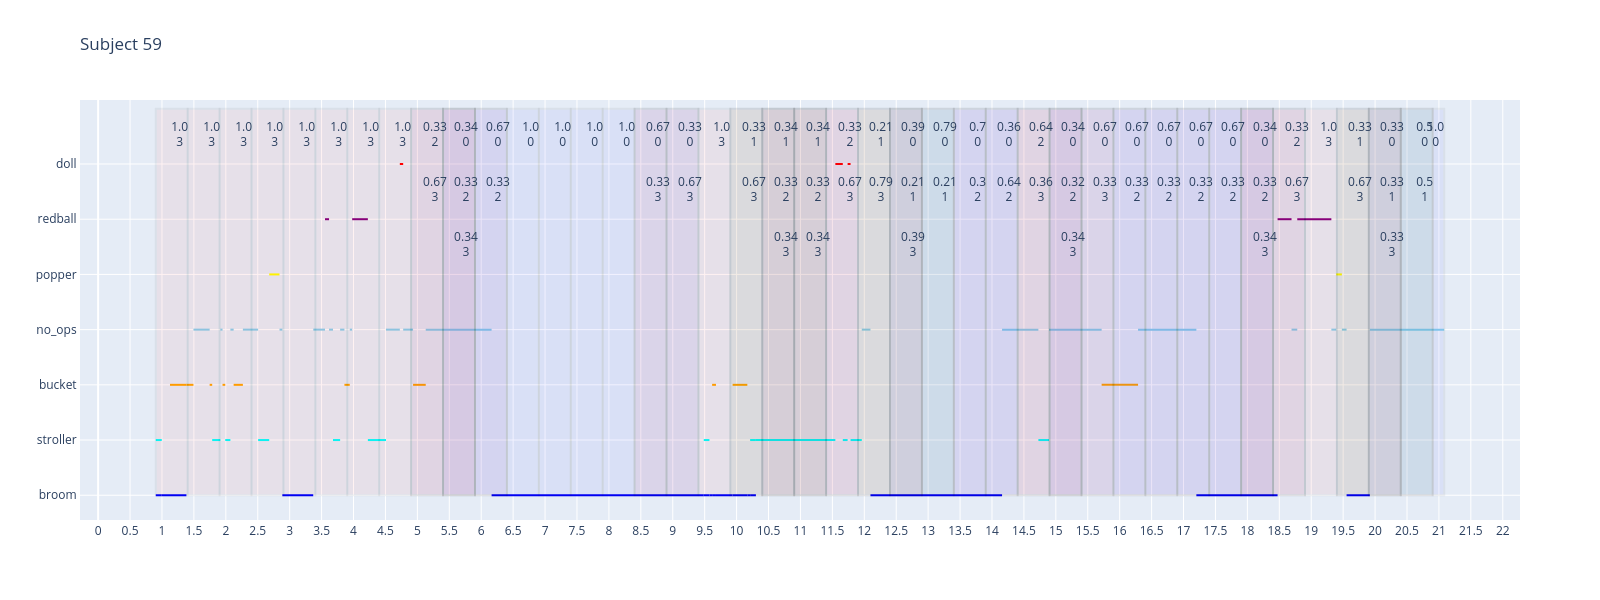 Subject 59
1.0 1.0 1.0 1.0 1.0 1.0 1.0 1.0 0.33 0.34 0.67 1.0 1.0 1.0 1.0 0.67 0.33 1.0 0.33 0.34 0.34 0.33 0.21 0.39 0.79 0.7 0.36 0.64 0.34 0.67 0.67 0.67 0.67 0.67 0.34 0.33 1.0 0.33 0.33 0.5 1.0
3 3 3 3 3 3 3 3 2 0 0 0 0 0 0 0 0 3 1 1 1 2 1 0 0 0 0 2 0 0 0 0 0 0 0 2 3 1 0 0 0
doll
0.67 0.33 0.33 0.33 0.67 0.67 0.33 0.33 0.67 0.79 0.21 0.21 0.3 0.64 0.36 0.32 0.33 0.33 0.33 0.33 0.33 0.33 0.67 0.67 0.33 0.5
3 2 2 3 3 3 2 2 3 3 1 1 2 2 3 2 3 2 2 2 2 2 3 3 1 1
redball
0.34 0.34 0.34 0.39 0.34 0.34 0.33
3 3 3 3 3 3 3
popper
no_ops
bucket
stroller
broom
0 0.5 1 1.5 2 2.5 3 3.5 4 4.5 5 5.5 6 6.5 7 7.5 8 8.5 9 9.5 10 10.5 11 11.5 12 12.5 13 13.5 14 14.5 15 15.5 16 16.5 17 17.5 18 18.5 19 19.5 20 20.5 21 21.5 22